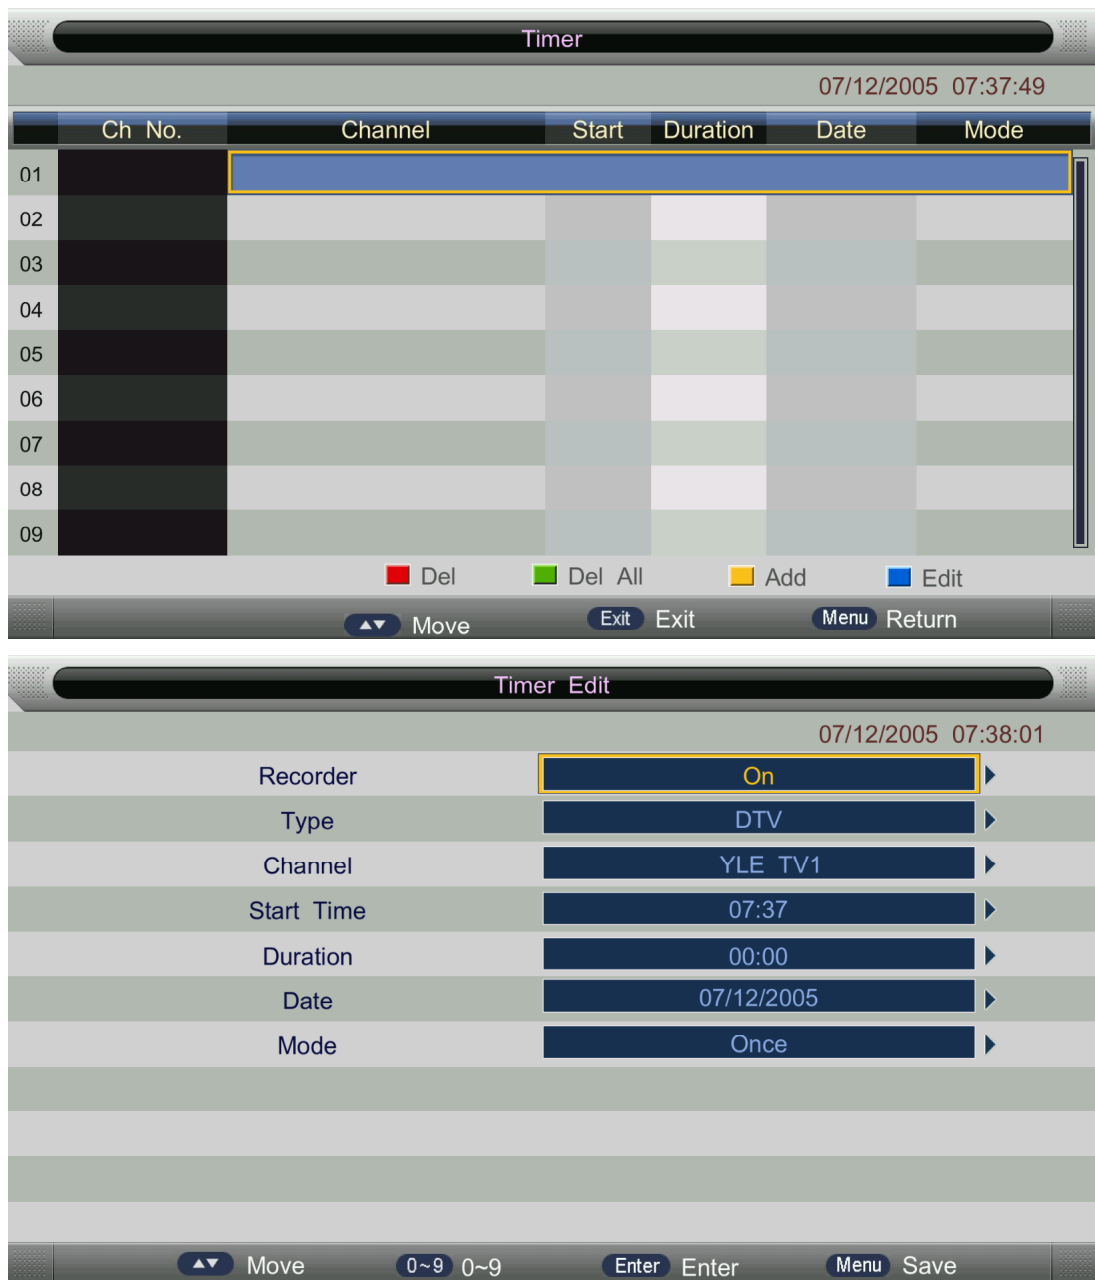 Timer
07/12/2005 07:37:49
Ch No. Channel Start Duration Date Mode
01
02
03
04
05
06
07
08
09
Del Del All Add Edit
Move Exit Exit Menu Return
Timer Edit
07/12/2005 07:38:01
Recorder On
Type DTV
Channel YLE TV1
Start Time 07:37
Duration 00:00
Date 07/12/2005
Mode Once
Move 0~9 0~9 Enter Enter Menu Save